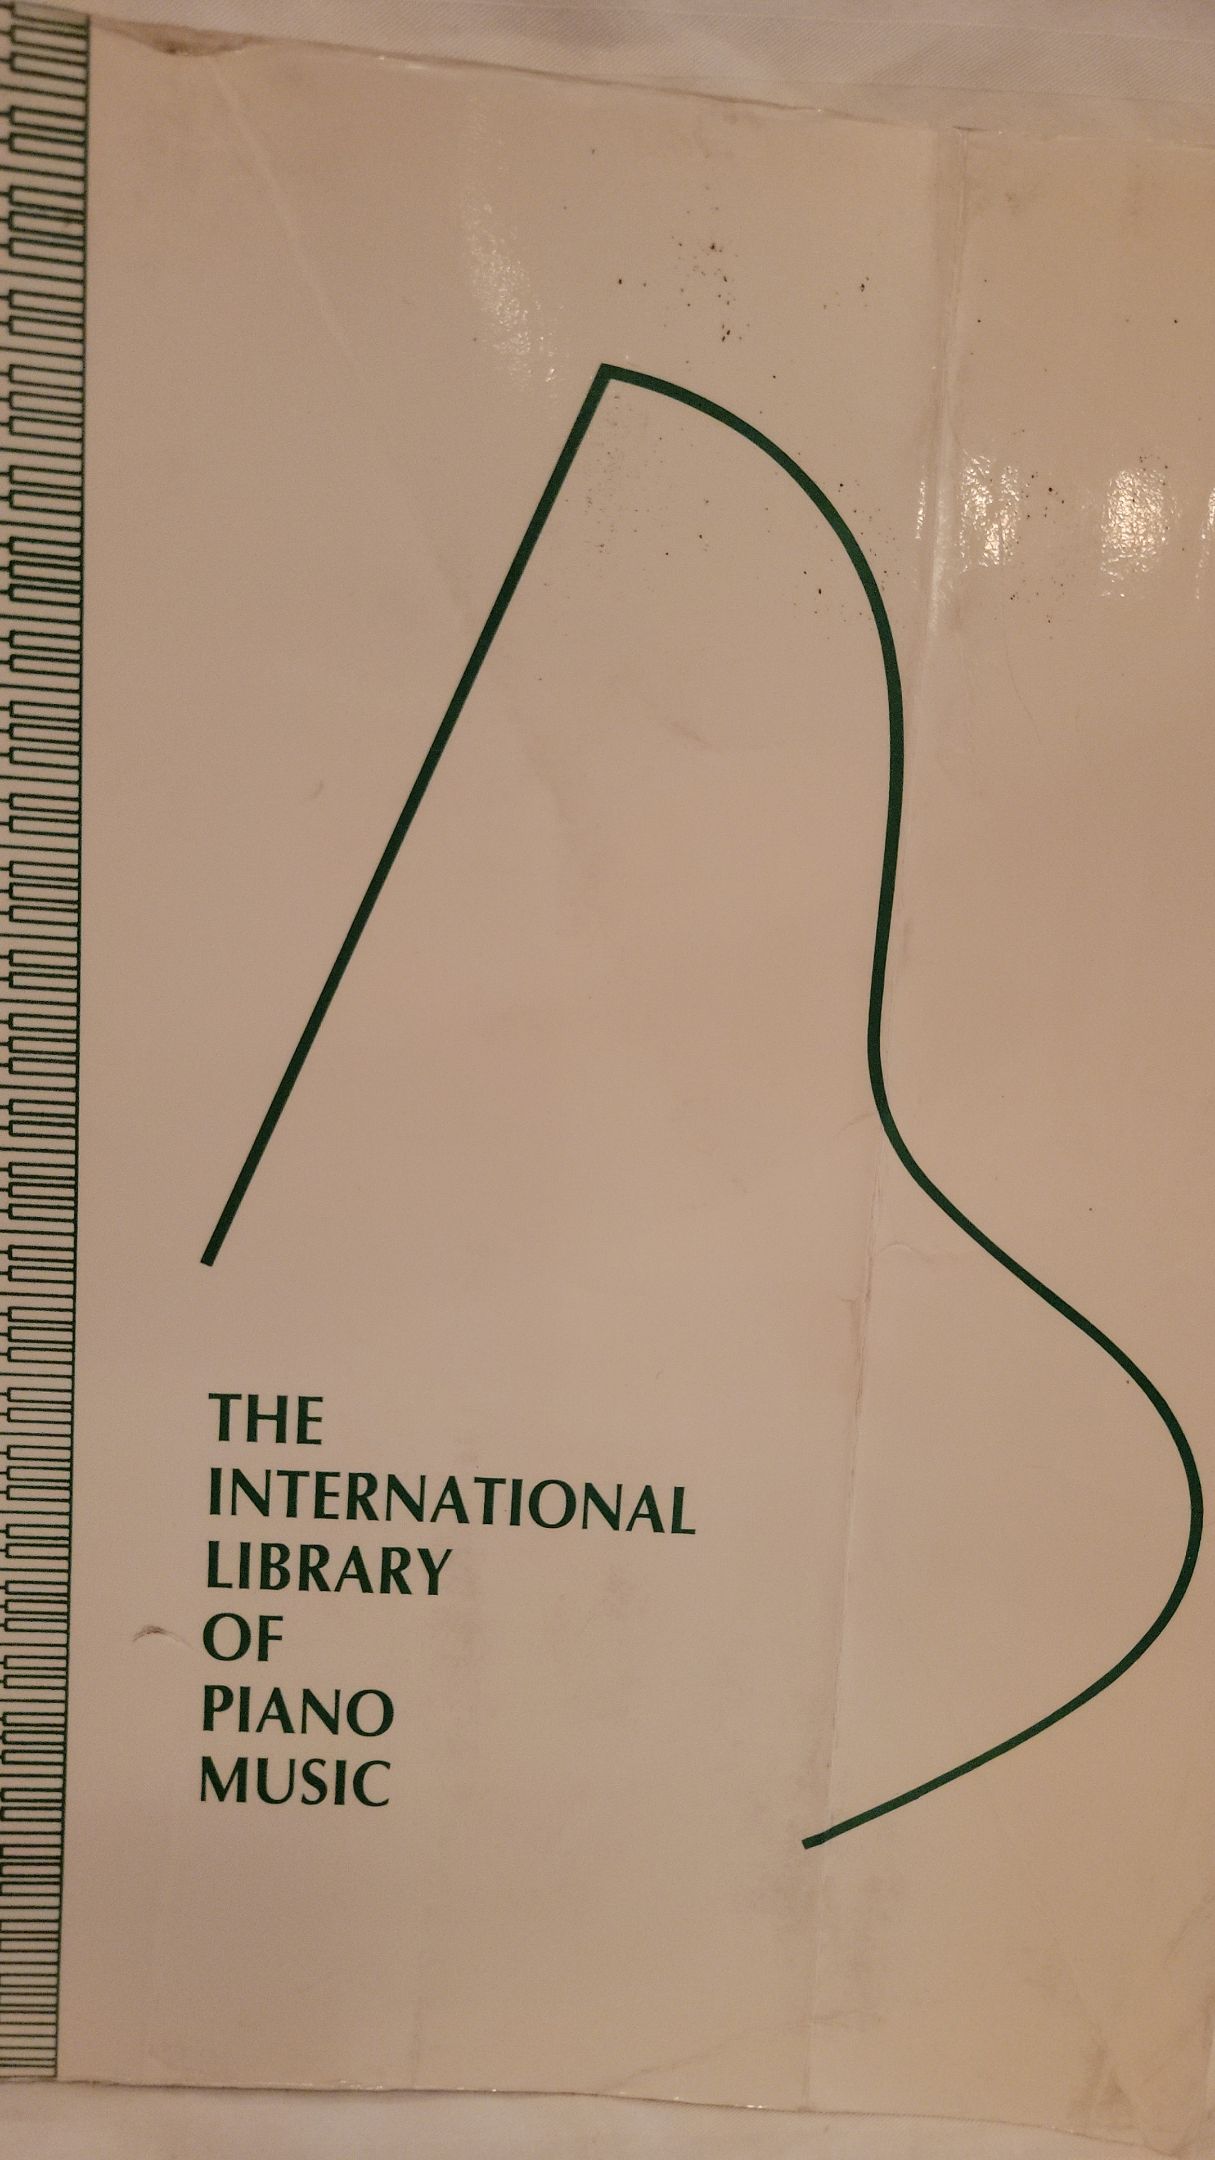 THE
INTERNATIONAL
LIBRARY
OF
PIANO
MUSIC